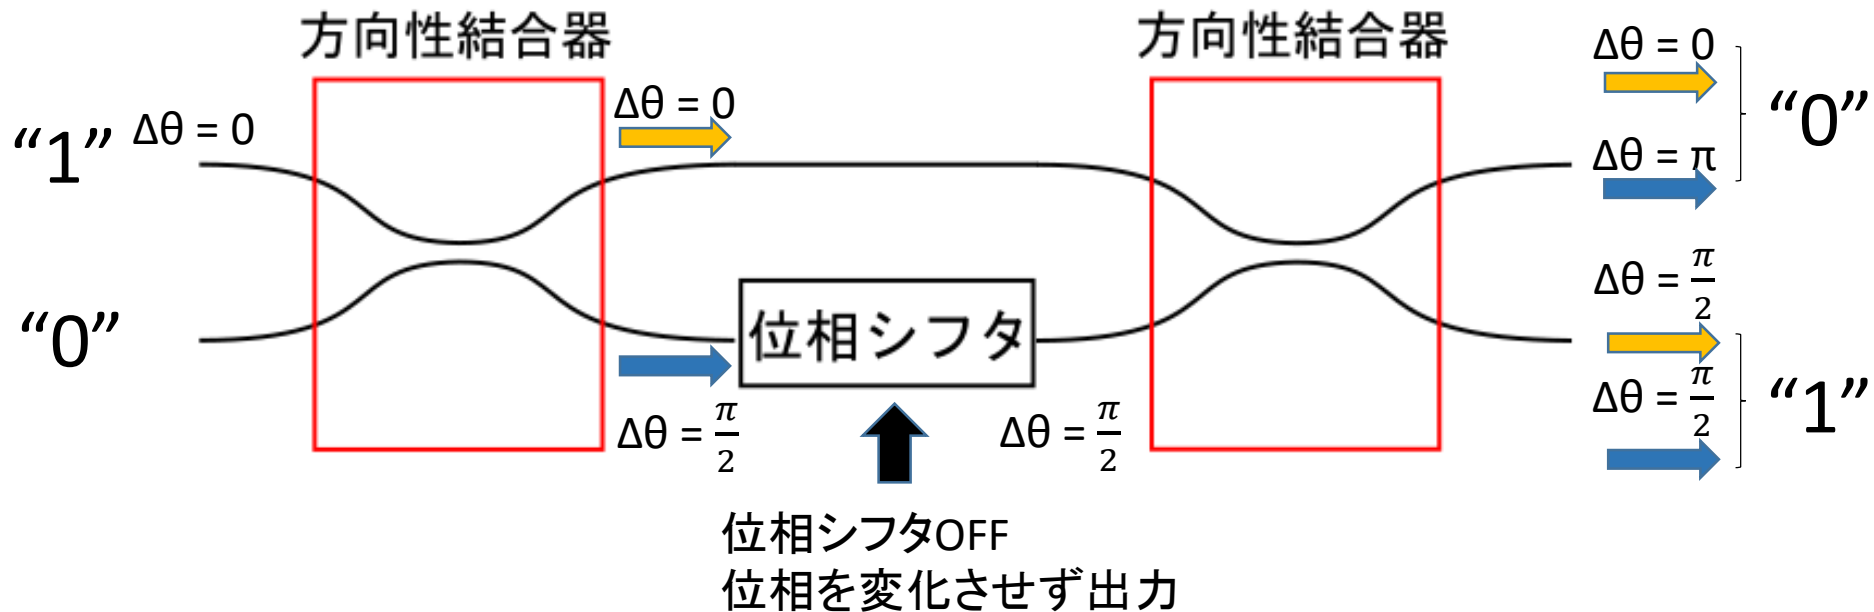 方向性結合器
方向性結合器
“1”
Δθ = 0
Δθ = 0
Δθ = 0
“0”
Δθ = π
“0”
位相シフタ
Δθ = π/2
Δθ = π/2
Δθ = π/2
Δθ = π/2
“1”
位相シフタOFF
位相を変化させず出力